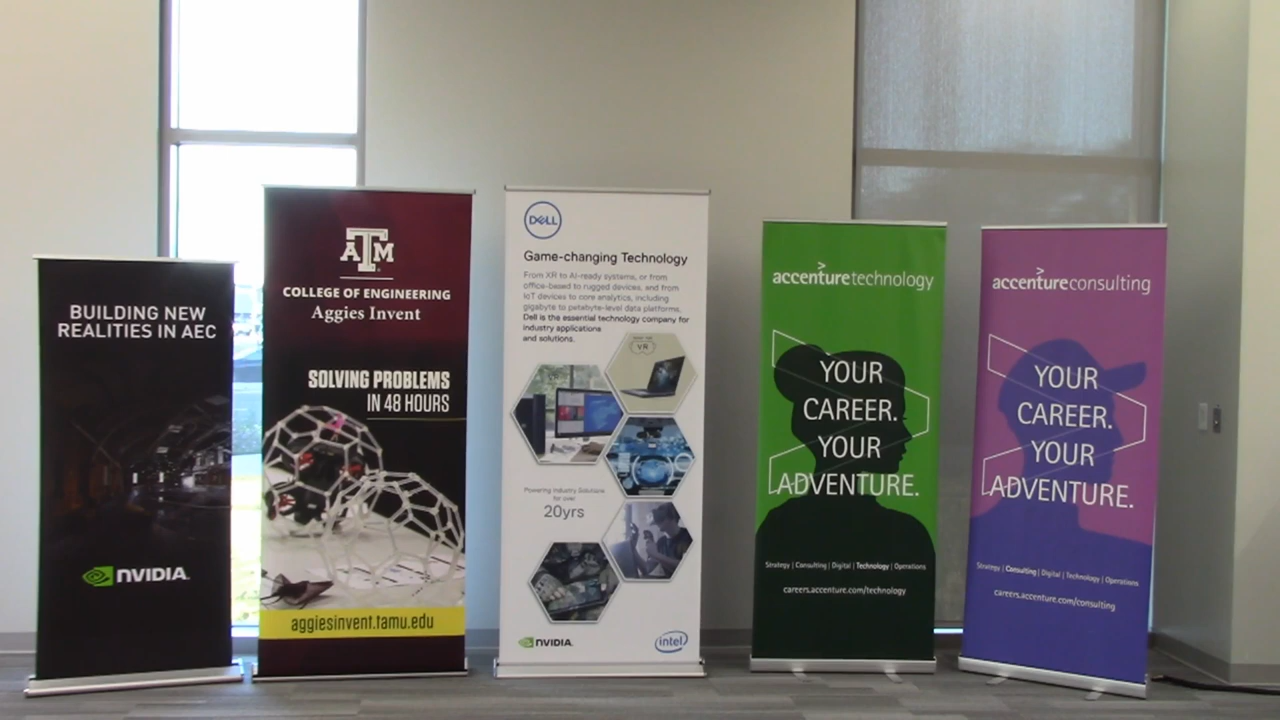 BUILDING NEW
REALITIES IN AEC
NVIDIA.
A T M
COLLEGE OF ENGINEERING
Aggies Invent
SOLVING PROBLEMS
IN 48 HOURS
aggiesinvent.tamu.edu
DELL
Game-changing Technology
From XR to AI-ready systems, or from
office-based to rugged devices, and from
IoT devices to core analytics, including
gigabyte to petabyte-level data platforms,
Dell is the essential technology company for
industry applications
and solutions.
VR
Powering Industry Solutions
for over
20yrs
NVIDIA.
intel
accenturetechnology
YOUR
CAREER.
YOUR
ADVENTURE.
Strategy | Consulting | Digital | Technology | Operations
careers.accenture.com/technology
accentureconsulting
YOUR
CAREER.
YOUR
ADVENTURE.
Strategy | Consulting | Digital | Technology | Operations
careers.accenture.com/consulting